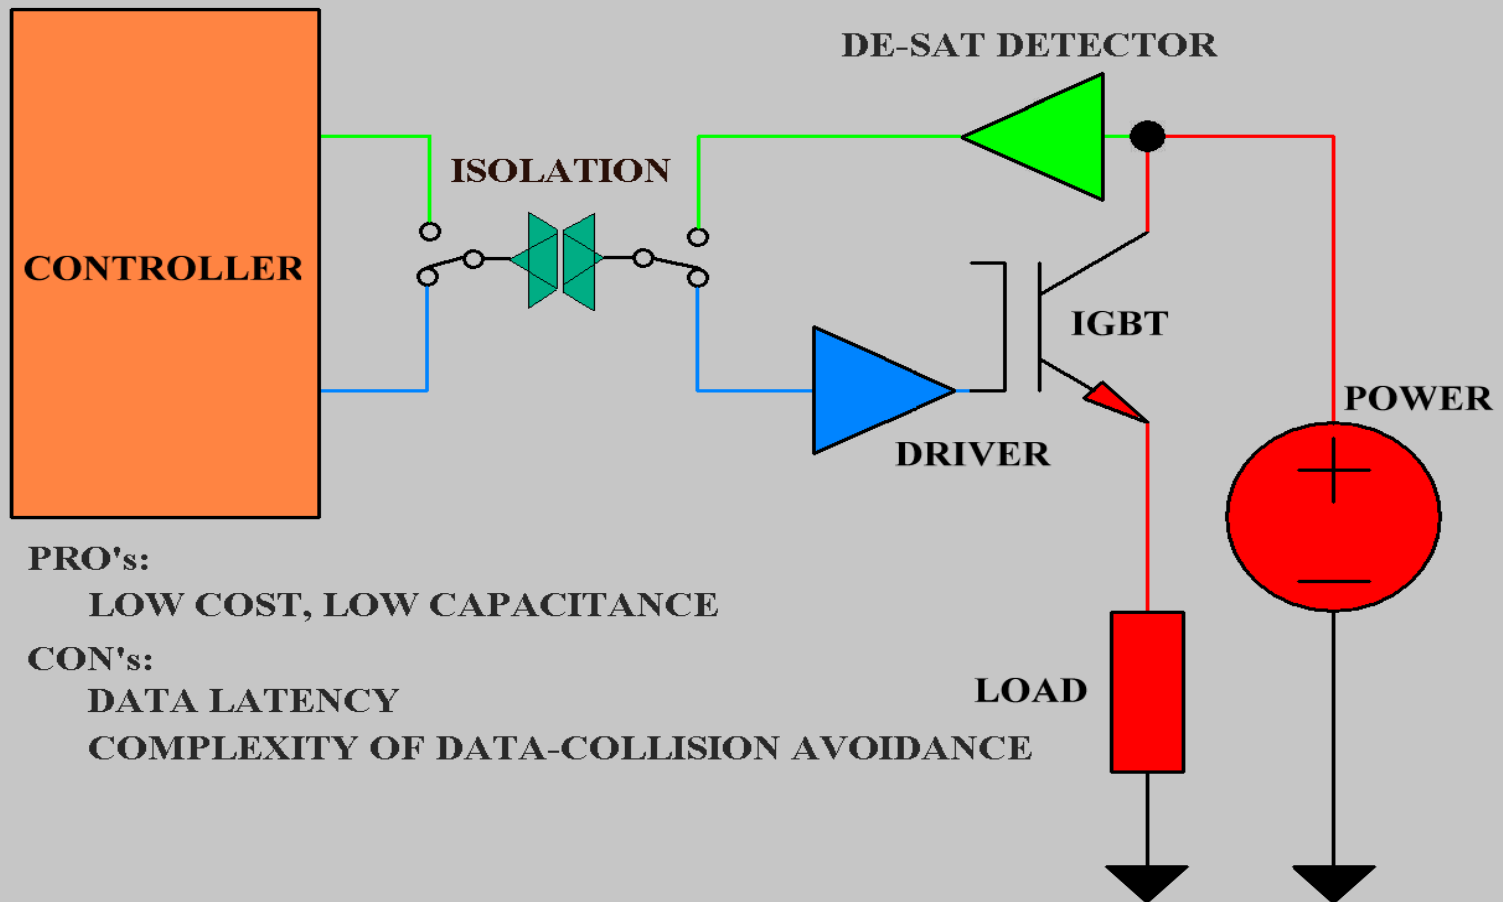 DE-SAT DETECTOR
ISOLATION
CONTROLLER
IGBT
POWER
DRIVER
PRO's:
LOW COST, LOW CAPACITANCE
CON's:
DATA LATENCY
LOAD
COMPLEXITY OF DATA-COLLISION AVOIDANCE